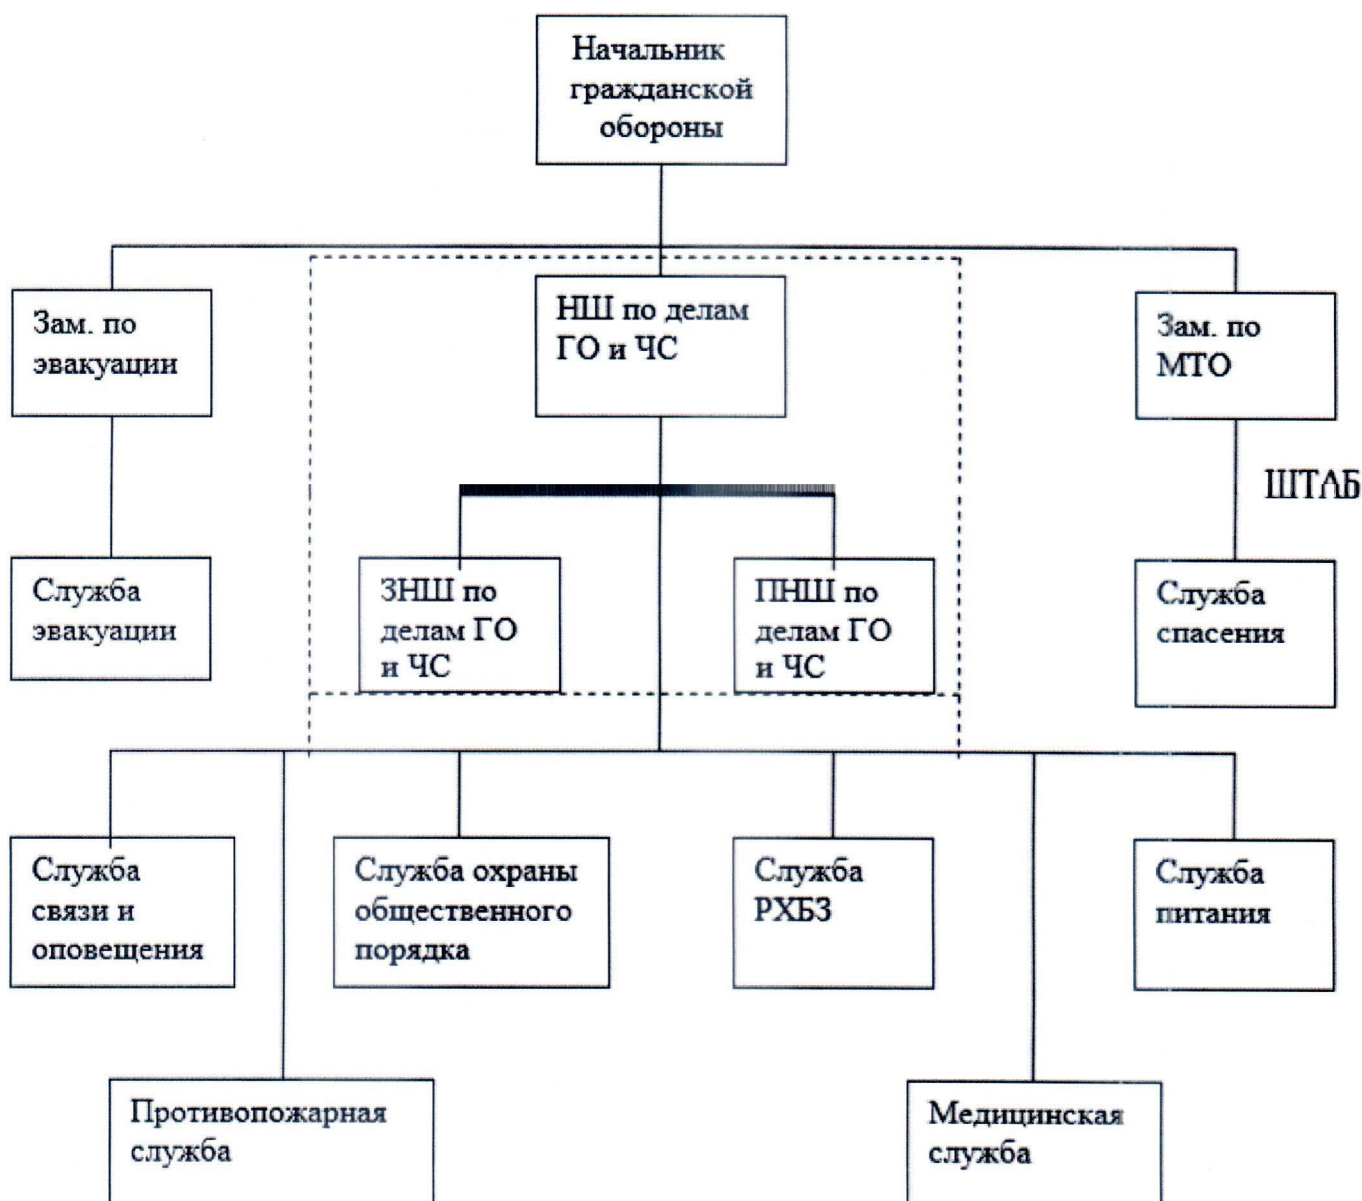 Начальник
гражданской
обороны
Зам. по
эвакуации
НШ по делам
ГО и ЧС
Зам. по
МТО
ШТАБ
Служба
эвакуации
ЗНШ по
делам ГО
и ЧС
ПНШ по
делам ГО
и ЧС
Служба
спасения
Служба
связи и
оповещения
Служба охраны
общественного
порядка
Служба
РХБЗ
Служба
питания
Противопожарная
служба
Медицинская
служба